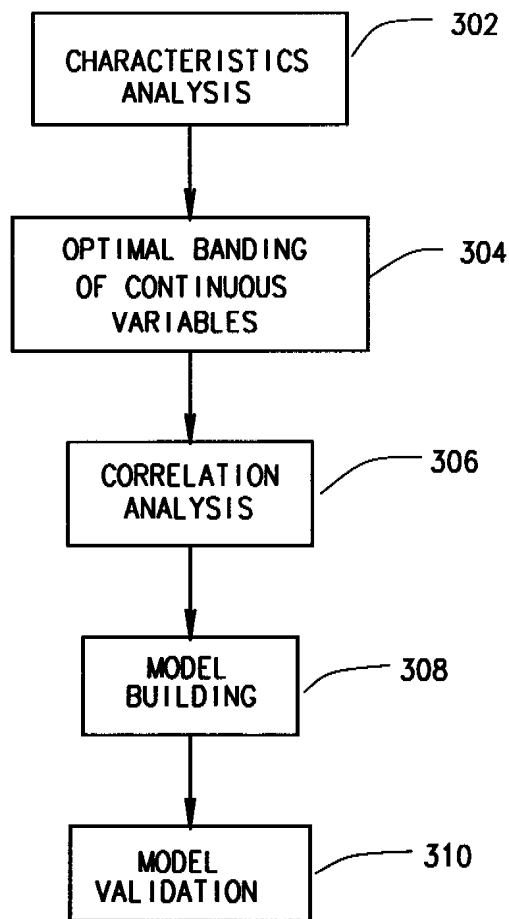 302
CHARACTERISTICS
ANALYSIS
OPTIMAL BANDING
OF CONTINUOUS
VARIABLES
304
CORRELATION
ANALYSIS
306
MODEL
BUILDING
308
MODEL
VALIDATION
310